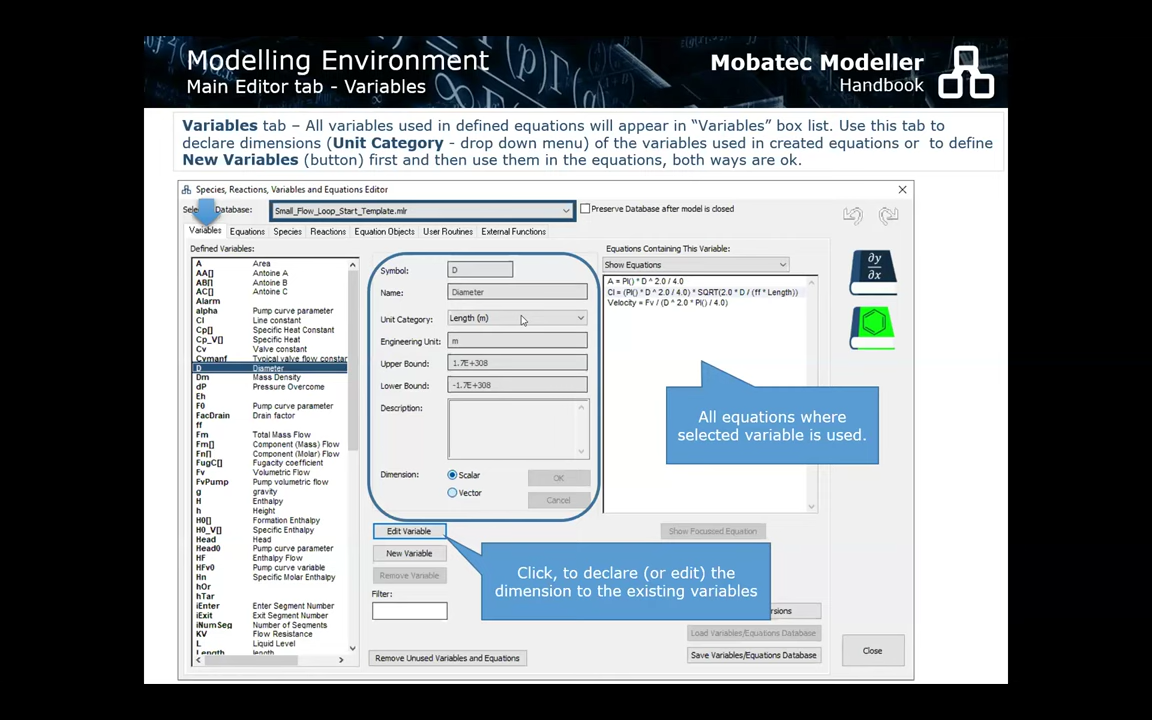 Modelling Environment
Main Editor tab - Variables
Mobatec Modeller
Handbook
Variables tab – All variables used in defined equations will appear in “Variables” box list. Use this tab to
declare dimensions (Unit Category - drop down menu) of the variables used in created equations or to define
New Variables (button) first and then use them in the equations, both ways are ok.
Species, Reactions, Variables and Equations Editor
Database:
Small_Flow_Loop_Start_Template.mlr
Preserve Database after model is closed
Variables Equations Species Reactions Equation Objects User Routines External Functions
Defined Variables:
A Area
AA[] Antoine A
AB[] Antoine B
AC[] Antoine C
Alarm
alpha Pump curve parameter
Cl Line constant
Cp[] Specific Heat Constant
Cp_V[] Specific Heat
Cv Valve constant
Cvmanf Typical valve flow constar
D Diameter
Dm Mass Density
dP Pressure Overcome
Eh
F0 Pump curve parameter
FacDrain Drain factor
ff
Fm Total Mass Flow
Fm[] Component (Mass) Flow
Fn[] Component (Molar) Flow
FugC[] Fugacity coefficient
Fv Volumetric Flow
FvPump Pump volumetric flow
g gravity
H Enthalpy
h Height
H0[] Formation Enthalpy
H0_V[] Specific Enthalpy
Head Head
Head0 Pump curve parameter
HF Enthalpy Flow
HFv0 Pump curve variable
Hn Specific Molar Enthalpy
hOr
hTar
iEnter Enter Segment Number
iExit Exit Segment Number
iNumSeg Number of Segments
KV Flow Resistance
L Liquid Level
Length length
Symbol: D
Name: Diameter
Unit Category: Length (m)
Engineering Unit: m
Upper Bound: 1.7E+308
Lower Bound: -1.7E+308
Description:
Dimension:
Scalar
Vector
OK
Cancel
Edit Variable
New Variable
Remove Variable
Filter:
Remove Unused Variables and Equations
Equations Containing This Variable:
Show Equations
A = PI() * D ^ 2.0 / 4.0
Cl = (PI() * D ^ 2.0 / 4.0) * SQRT(2.0 * D / (ff * Length))
Velocity = Fv / (D ^ 2.0 * PI() / 4.0)
∂y
∂x
All equations where
selected variable is used.
Show Focussed Equation
Click, to declare (or edit) the
dimension to the existing variables
Load Variables/Equations Database
Save Variables/Equations Database
Close